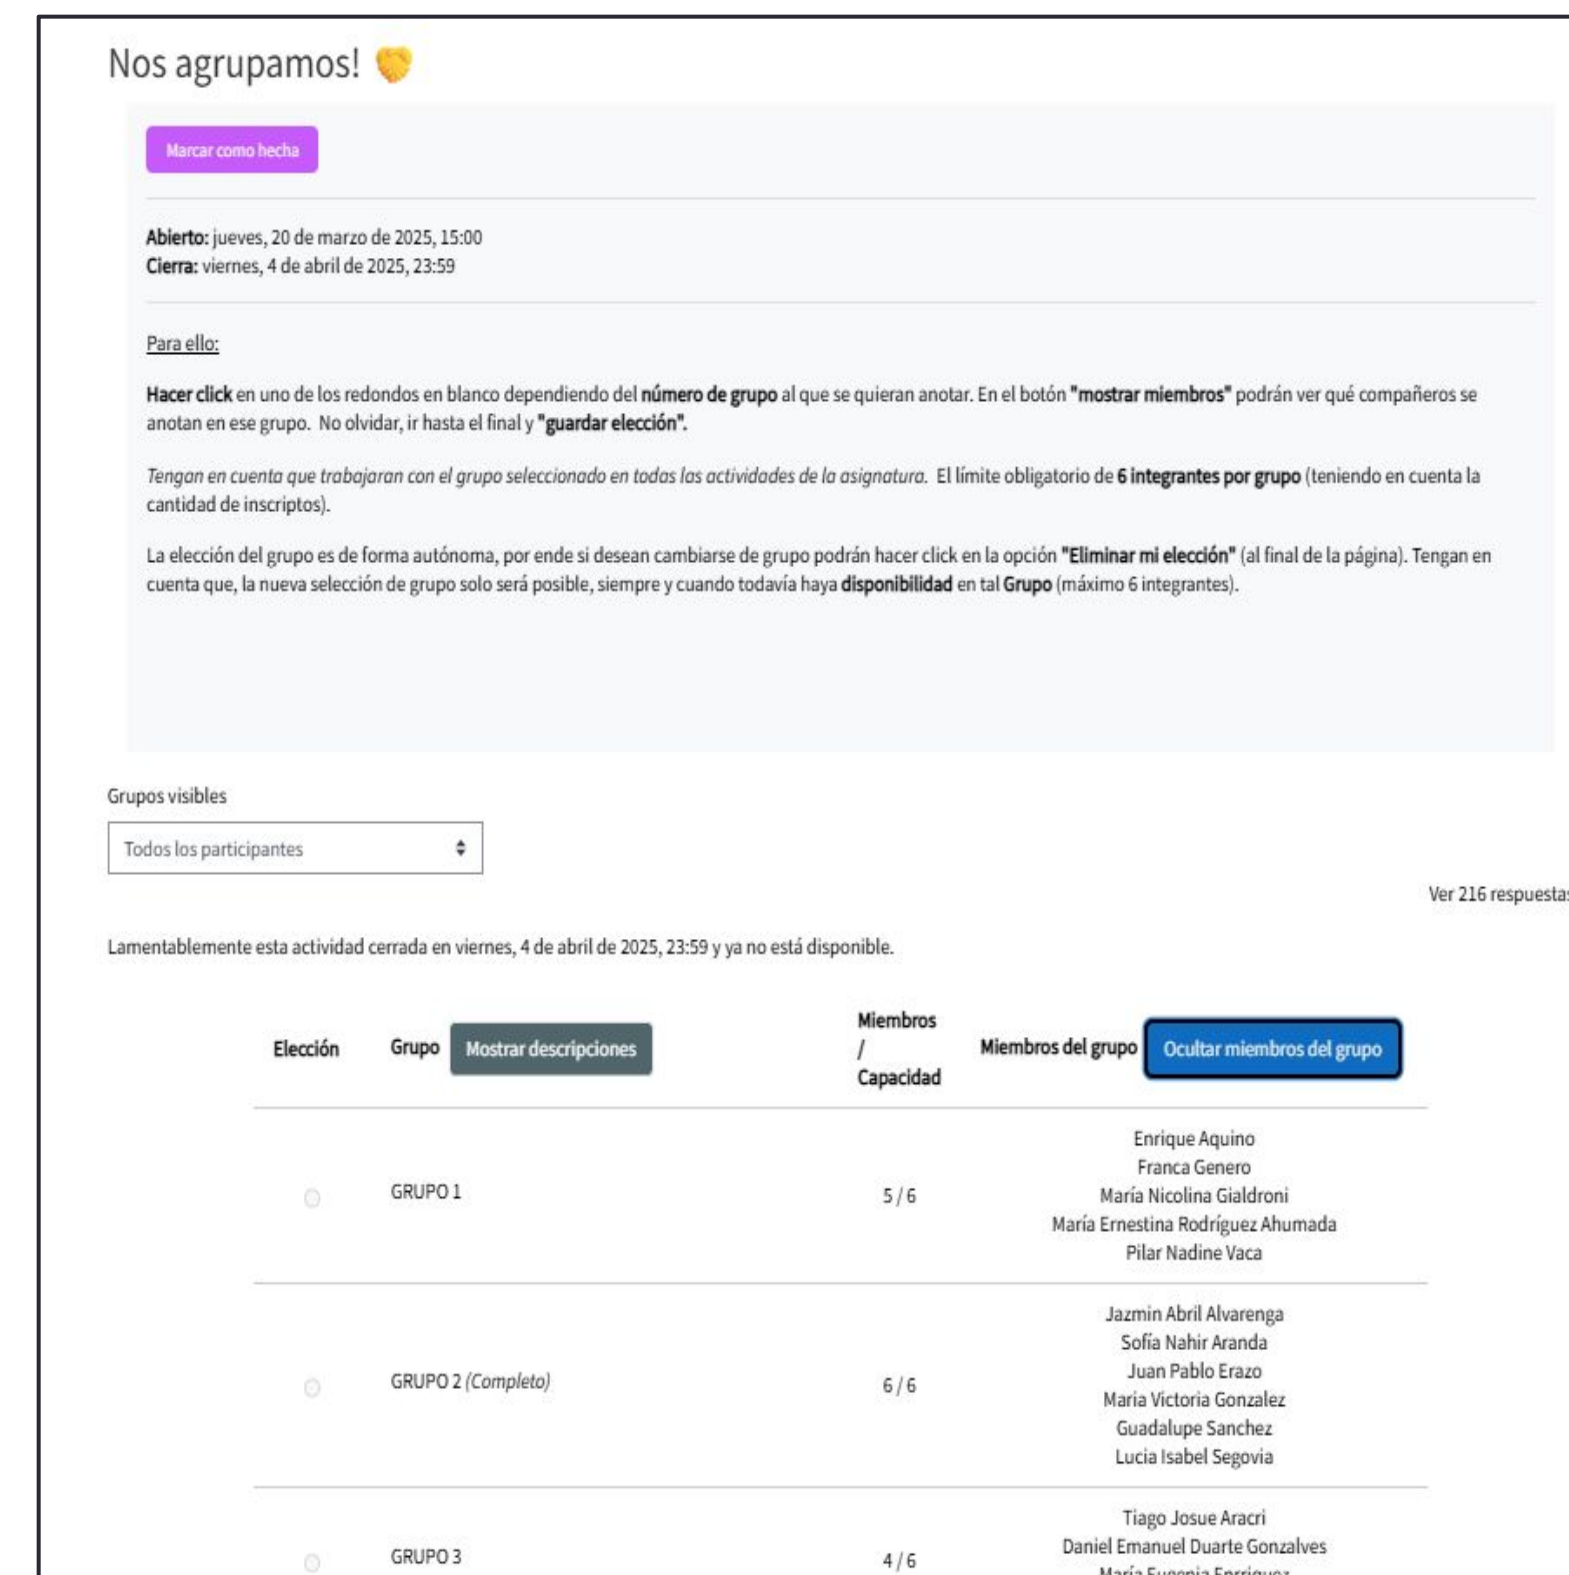 Nos agrupamos!
Marcar como hecha
Abierto: jueves, 20 de marzo de 2025, 15:00
Cierra: viernes, 4 de abril de 2025, 23:59
Para ello:
Hacer click en uno de los redondos en blanco dependiendo del número de grupo al que se quieran anotar. En el botón "mostrar miembros" podrán ver qué compañeros se
anotan en ese grupo. No olvidar, ir hasta el final y "guardar elección".
Tengan en cuenta que trabajaran con el grupo seleccionado en todas las actividades de la asignatura. El límite obligatorio de 6 integrantes por grupo (teniendo en cuenta la
cantidad de inscriptos).
La elección del grupo es de forma autónoma, por ende si desean cambiarse de grupo podrán hacer click en la opción "Eliminar mi elección" (al final de la página). Tengan en
cuenta que, la nueva selección de grupo solo será posible, siempre y cuando todavía haya disponibilidad en tal Grupo (máximo 6 integrantes).
Grupos visibles
Todos los participantes
Ver 216 respuestas
Lamentablemente esta actividad cerrada en viernes, 4 de abril de 2025, 23:59 y ya no está disponible.
Elección
Grupo
Mostrar descripciones
Miembros
/
Capacidad
Miembros del grupo
Ocultar miembros del grupo
GRUPO 1
5 / 6
Enrique Aquino
Franca Genero
María Nicolina Gialdroni
María Ernestina Rodríguez Ahumada
Pilar Nadine Vaca
GRUPO 2 (Completo)
6 / 6
Jazmin Abril Alvarenga
Sofía Nahir Aranda
Juan Pablo Erazo
Maria Victoria Gonzalez
Guadalupe Sanchez
Lucia Isabel Segovia
GRUPO 3
4 / 6
Tiago Josue Aracri
Daniel Emanuel Duarte Gonzalves
María Eugenia Enrriquez